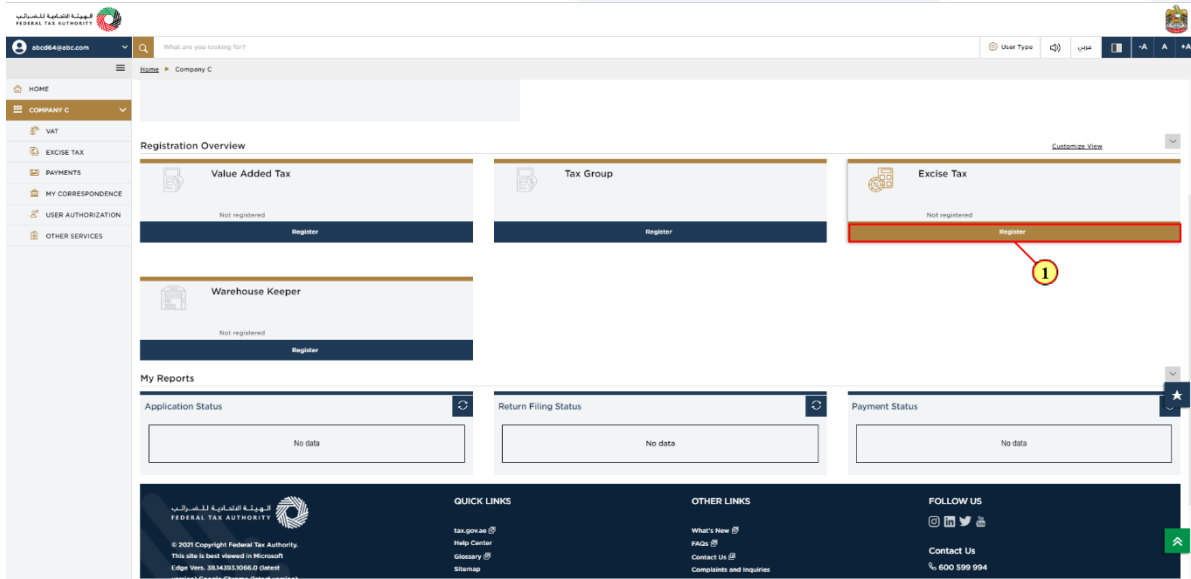 الهيئة الاتحادية للضرائب
FEDERAL TAX AUTHORITY
abcd64@abc.com
What are you looking for?
User Type
عربي
-A
A
+A
Home
Company C
HOME
COMPANY C
VAT
EXCISE TAX
PAYMENTS
MY CORRESPONDENCE
USER AUTHORIZATION
OTHER SERVICES
Registration Overview
Customize View
Value Added Tax
Not registered
Register
Tax Group
Register
Excise Tax
Not registered
Register
1
Warehouse Keeper
Not registered
Register
My Reports
Application Status
No data
Return Filing Status
No data
Payment Status
No data
الهيئة الاتحادية للضرائب
FEDERAL TAX AUTHORITY
© 2021 Copyright Federal Tax Authority.
This site is best viewed in Microsoft
Edge Vers. 38.14393.1066.0 (latest
version) Google Chrome (latest version)
QUICK LINKS
tax.gov.ae
Help Center
Glossary
Sitemap
OTHER LINKS
What's New
FAQs
Contact Us
Complaints and Inquiries
FOLLOW US
Contact Us
600 599 994